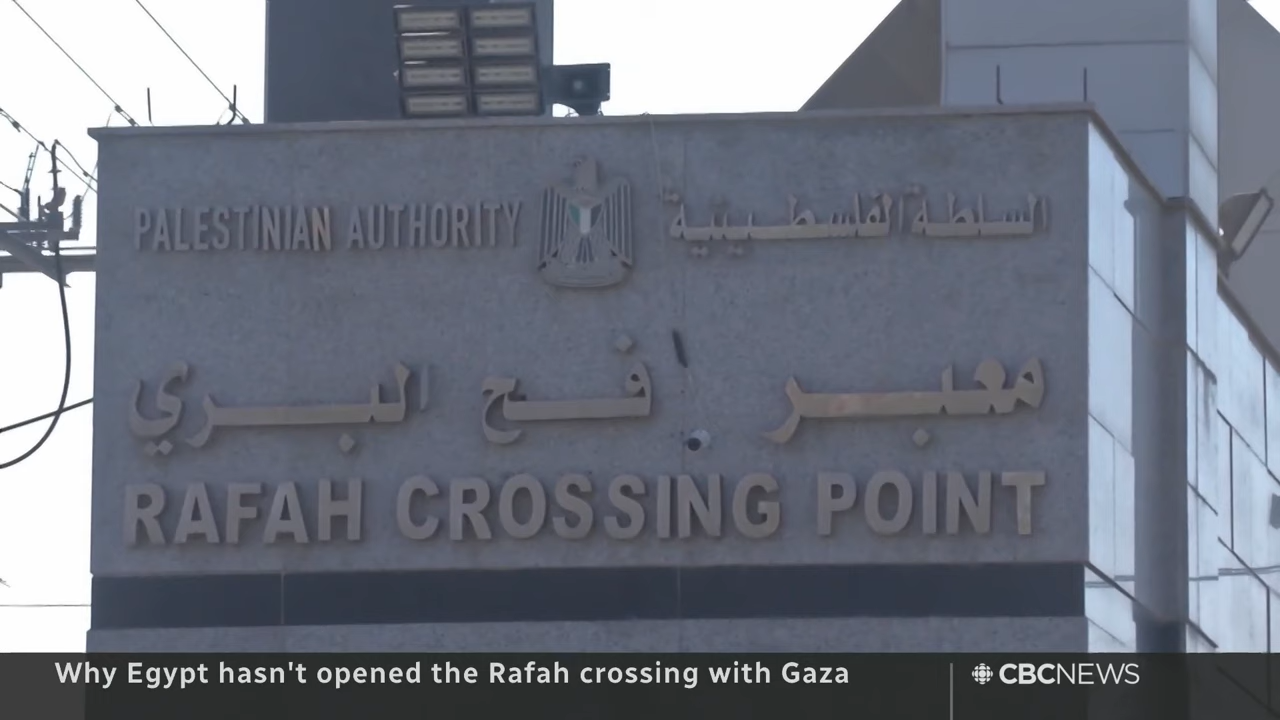 PALESTINIAN AUTHORITY السلطة الفلسطينية
معبر رفح البري
RAFAH CROSSING POINT
Why Egypt hasn't opened the Rafah crossing with Gaza
CBCNEWS